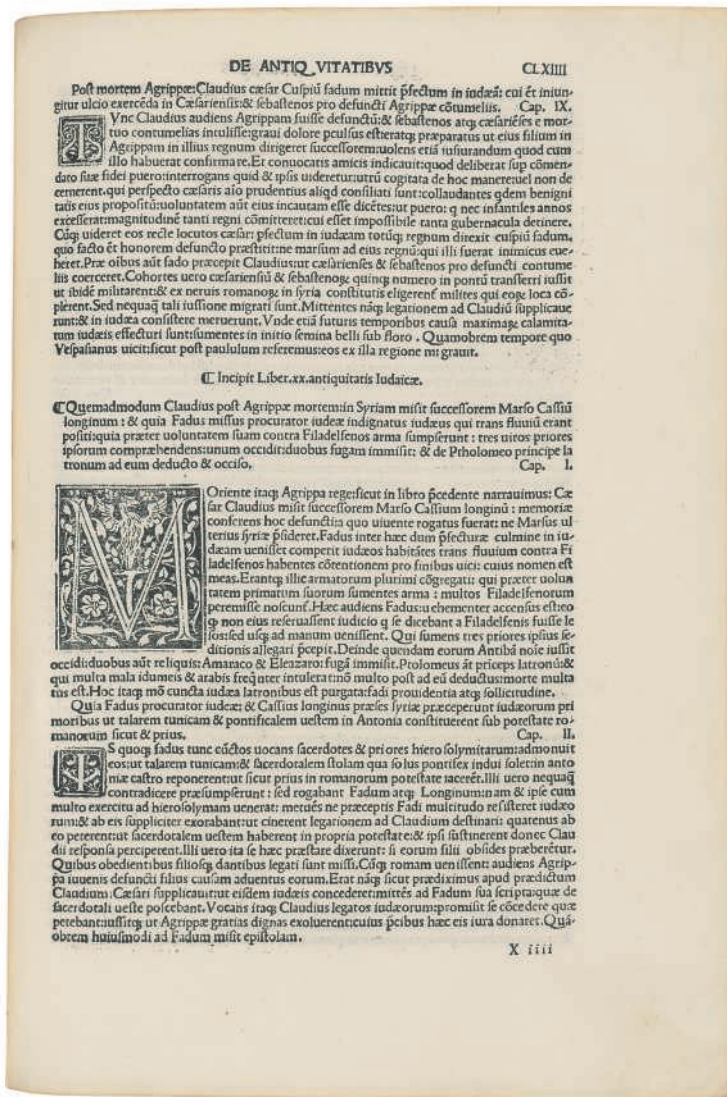 DE ANTIQVITATIBVS CLXIIII
Post mortem Agrippæ:Claudius cæsar Cuspiū fadum mittit p̄fectum in iudæā: cui ēt iniun-
gitur ulcio exercēda in Cæsariensis:& sebastenos pro defuncti Agrippæ cōtumeliis. Cap. IX.
TVnc Claudius audiens Agrippam fuisse defunctū:& sebastenos atq; cæsariēses e mor-
tuo contumelias intulisse:graui dolore pculsus est:eratq; præparatus ut eius filium in
Agrippam in illius regnum dirigeret successorem:uolens etiā iusiurandum quod cum
illo habuerat confirmare.Et conuocatis amicis indicauit:quod deliberat sup cōmen-
dato suæ fidei puero:interrogans quid & ipsis uideretur:utrū cogitata de hoc manere:uel non de
cernerent.qui perspecto cæsaris aīo prudentius aliqd consiliati sunt:collaudantes qdem benigni
tatis eius propositū:uoluntatem aūt eius incautam esse dicētes:ut puero: q nec infantiles annos
excesserat:magnitudinē tanti regni cōmitteret:cui esset impossibile tanta gubernacula detinere.
Cūq; uideret eos recte locutos cæsar: p̄fectum in iudæam totūq; regnum direxit cuspiū fadum.
quo facto ēt honorem defuncto præstitit:ne marsum ad eius regnū:qui illi fuerat inimicus eue-
heret.Præ oibus aūt fado præcepit Claudius:ut cæsarienses & sebastenos pro defuncti contume
liis coerceret.Cohortes uero cæsariensiū & sebastenoꝝ quinq; numero in pontū transferri iussit
ut ibidē militarent:& ex neruis romanoꝝ in syria constitutis eligerent milites qui eoꝝ loca cō-
plerent.Sed nequaq̄ tali iussione migrati sunt.Mittentes nāq; legationem ad Claudiū supplicaue
runt:& in iudæa consistere meruerunt.Vnde etiā futuris temporibus causa maximaꝝ calamita-
tum iudæis effecturi sunt:sumentes in initio semina belli sub floro . Quamobrem tempore quo
Vespasianus uicit:sicut post paululum referemus:eos ex illa regione migrauit.
⁋ Incipit Liber.xx.antiquitatis Iudaicæ.
⁋Quemadmodum Claudius post Agrippæ mortem:in Syriam misit successorem Marso Cassiū
longinum : & quia Fadus missus procurator iudeæ indignatus iudæus qui trans fluuiū erant
positi:quia præter uoluntatem suam contra Filadelfenos arma sumpserunt : tres uiros priores
ipsorum compræhendens:unum occidit:duobus fugam immisit: & de Ptholomeo principe la
tronum ad eum deducto & occiso. Cap. I.
MOriente itaq; Agrippa rege:sicut in libro p̄cedente narrauimus: Cæ
sar Claudius misit successorem Marso Cassium longinū : memoriæ
conferens hoc defuncti:a quo uiuente rogatus fuerat: ne Marsus ul
terius syriæ p̄sideret.Fadus inter hæc dum p̄fecturæ culmine in iu-
dæam uenisset comperit iudæos habitātes trans fluuium contra Fi
ladelfenos habentes cōtentionem pro finibus uici: cuius nomen est
meas.Erantq; illic armatorum plurimi cōgregati: qui præter uolun
tatem primatum suorum sumentes arma : multos Filadelfenorum
peremisse noscunt̄.Hæc audiens Fadus:uehementer accensus est:eo
q̄ non eius reseruassent iudicio q se dicebant a Filadelfenis fuisse le
sos:sed usq; ad manum uenissent. Qui sumens tres priores ipsius se-
ditionis allegari p̄cepit.Deinde quendam eorum Antibā noīe iussit
occidi:duobus aūt reliquis:Amaraco & Eleazaro: fugā immisit.Ptolomeus āt p̄riceps latronū:&
qui multa mala idumeis & arabis freq̄nter intulerat:nō multo post ad eū deductus:morte multa
tus est.Hoc itaq; mō cuncta iudæa latronibus est purgata:fadi prouidentia atq; sollicitudine.
Quia Fadus procurator iudeæ: & Cassius longinus præses syriæ præceperunt iudæorum pri
moribus ut talarem tunicam & pontificalem uestem in Antonia constituerent sub potestate ro-
manorum sicut & prius. Cap. II.
IS quoq; fadus tunc cūctos uocans sacerdotes & priores hierosolymitarum:admonuit
eos:ut talarem tunicam:& sacerdotalem stolam qua solus pontifex indui solet:in anto
niæ castro reponerent:ut sicut prius in romanorum potestate iacerēt.Illi uero nequaq̄
contradicere præsumpserunt : sed rogabant Fadum atq; Longinum:nam & ipse cum
multo exercitu ad hierosolymam uenerat: metuēs ne præceptis Fadi multitudo resisteret iudæo
rum:& ab eis suppliciter exorabant:ut cinerent legationem ad Claudium destinari: quatenus ab
eo peterent:ut sacerdotalem uestem haberent in propria potestate:& ipsi sustinerent donec Clau
dii responsa perciperent.Illi uero ita se hæc præstare dixerunt: si eorum filii obsides præberētur.
Quibus obedientibus filiosq; dantibus legati sunt missi.Cūq; romam uenissent: audiens Agrip-
pa iuuenis defuncti filius causam aduentus eorum.Erat nāq; sicut prædiximus apud prædictum
Claudium:Cæsari supplicauit:ut eisdem iudæis concederet:mittēs ad Fadum sua scripta:quæ de
sacerdotali ueste poscebant.Vocans itaq; Claudius legatos iudæorum:promisit se cōcedere quæ
petebant:iussitq; ut Agrippæ gratias dignas exoluerent:cuius p̄cibus hæc eis iura donaret.Quā-
obrem huiusmodi ad Fadum misit epistolam.
X iiii